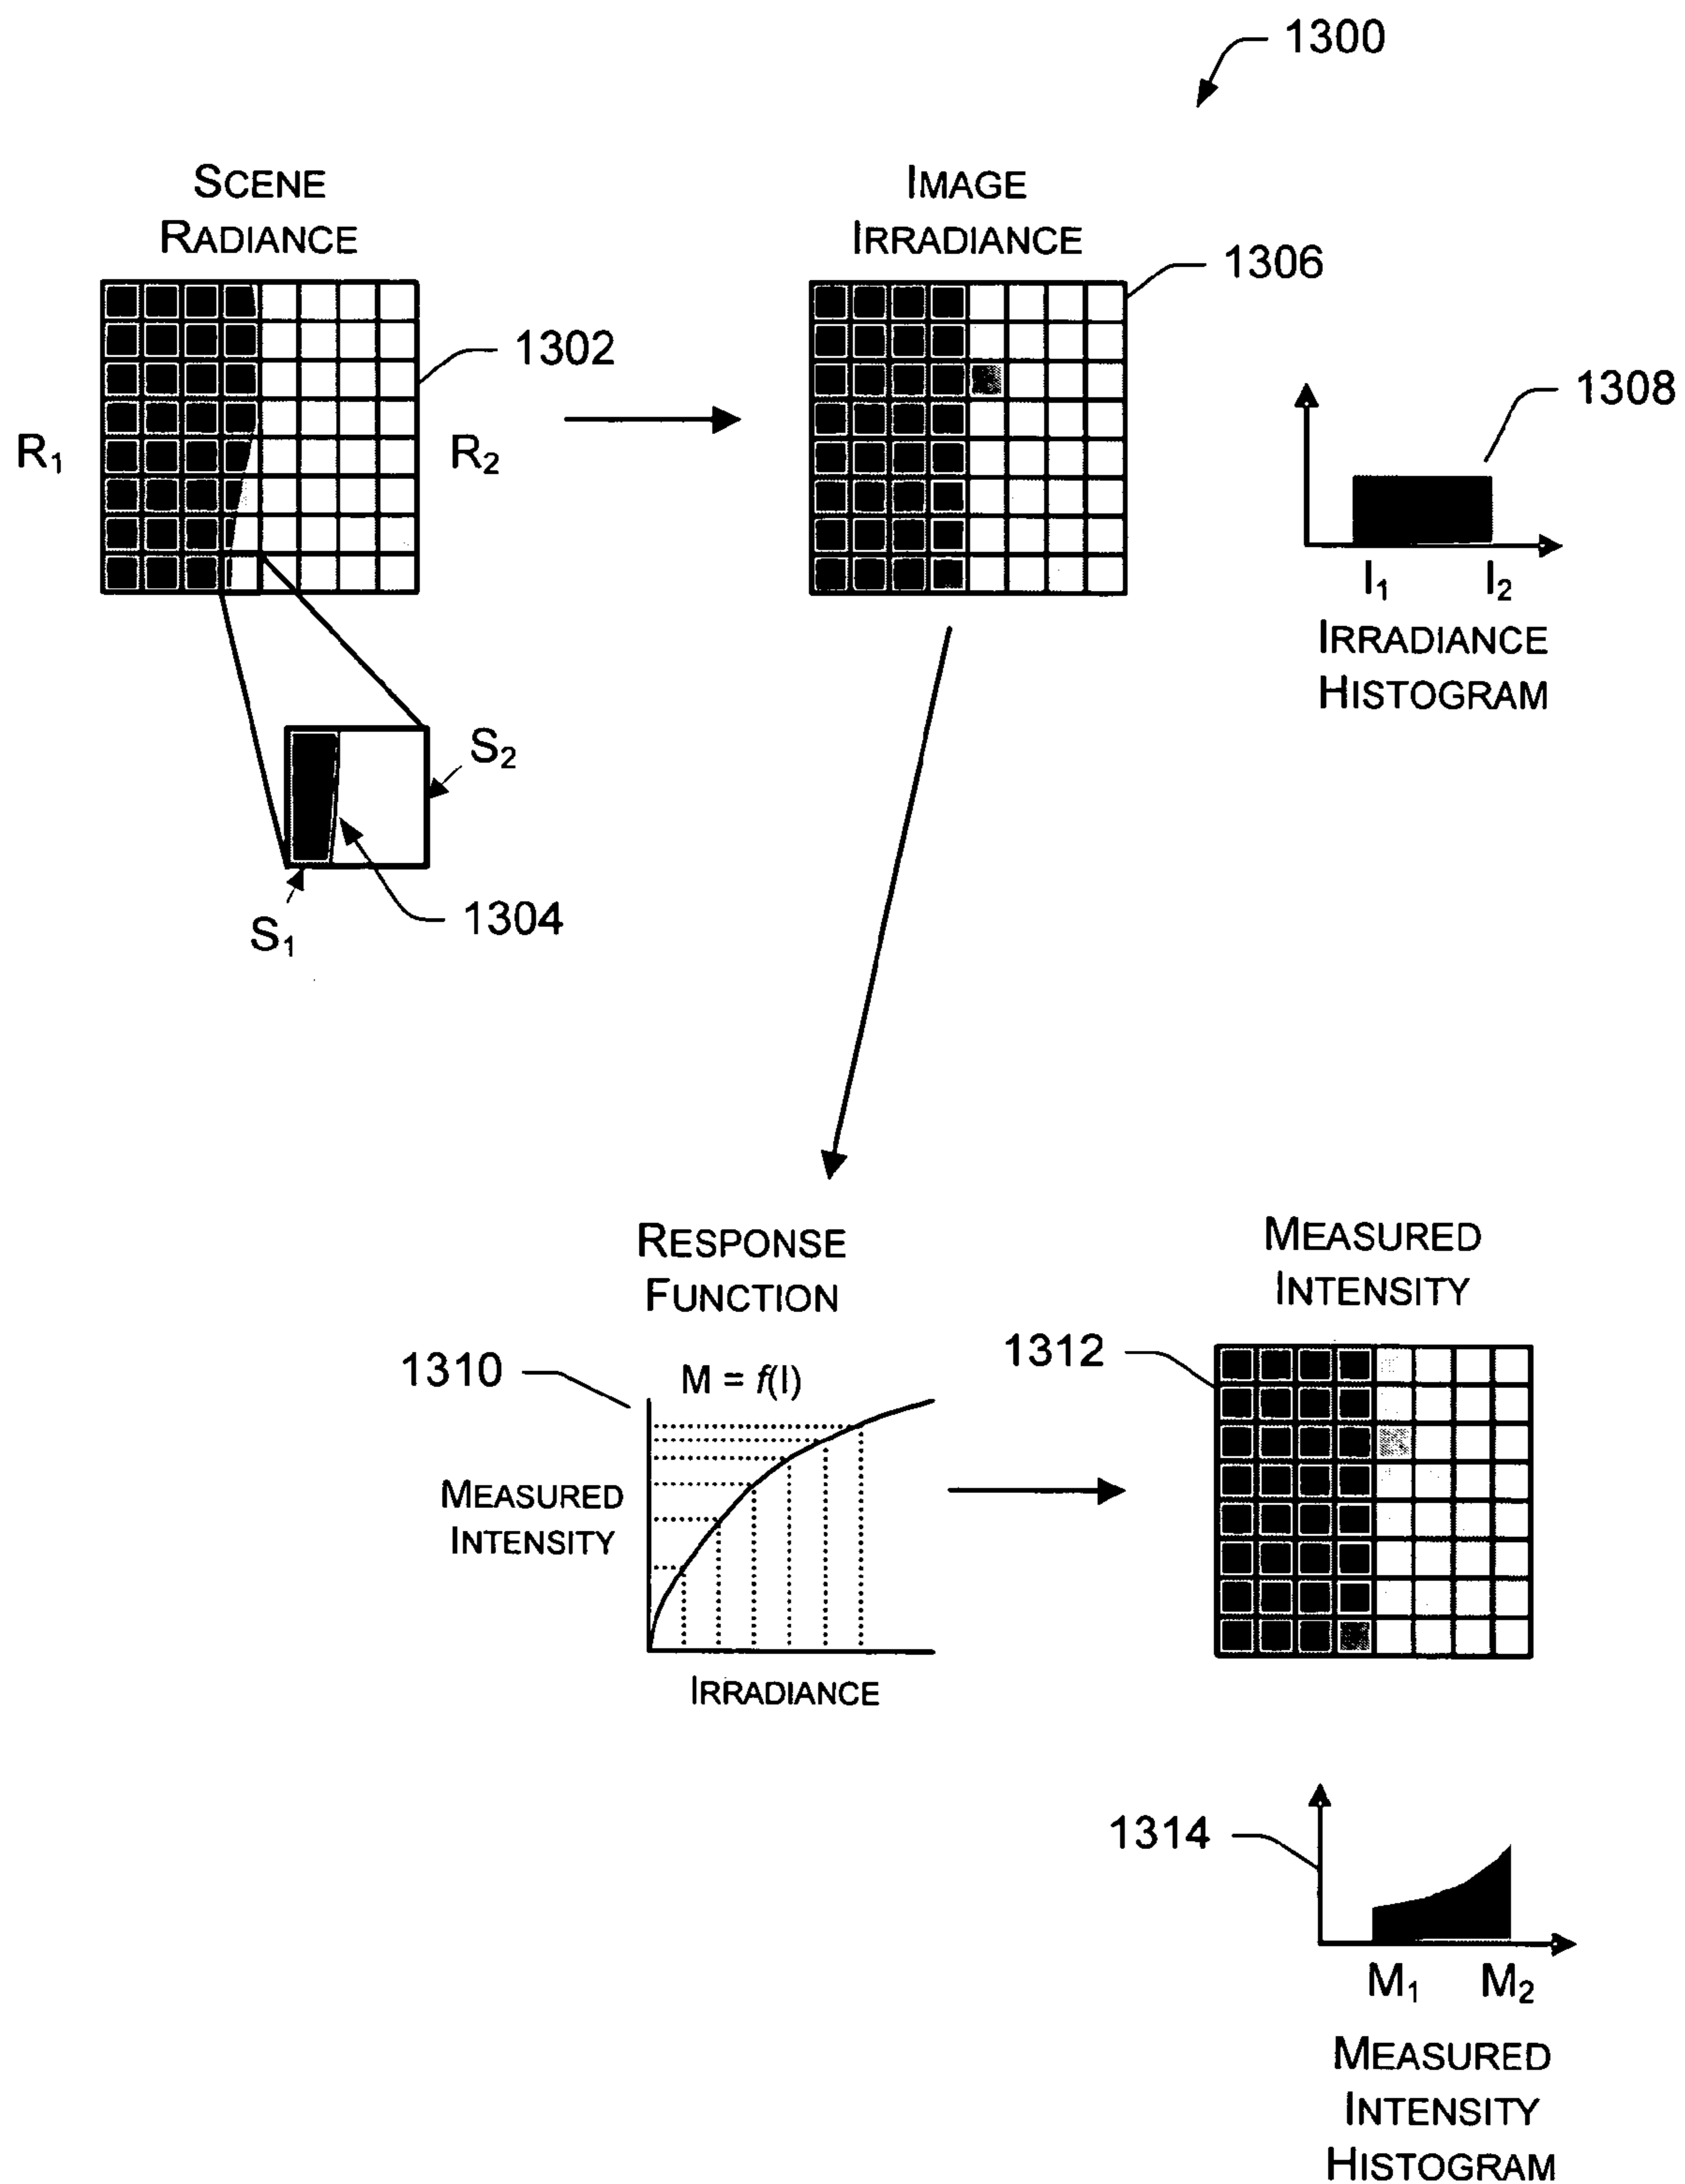 1300
SCENE
RADIANCE
IMAGE
IRRADIANCE
1306
1302
1308
R1
R2
I1
I2
IRRADIANCE
HISTOGRAM
S2
S1
1304
RESPONSE
FUNCTION
MEASURED
INTENSITY
1310
M = f(I)
1312
MEASURED
INTENSITY
IRRADIANCE
1314
M1
M2
MEASURED
INTENSITY
HISTOGRAM